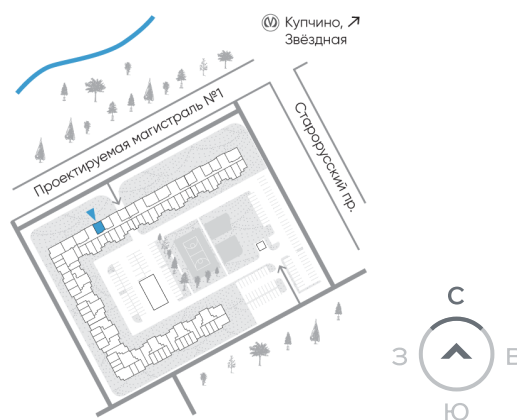 Купчино, ↗
Звёздная
Проектируемая магистраль №1
Старорусский пр.
С
З
В
Ю